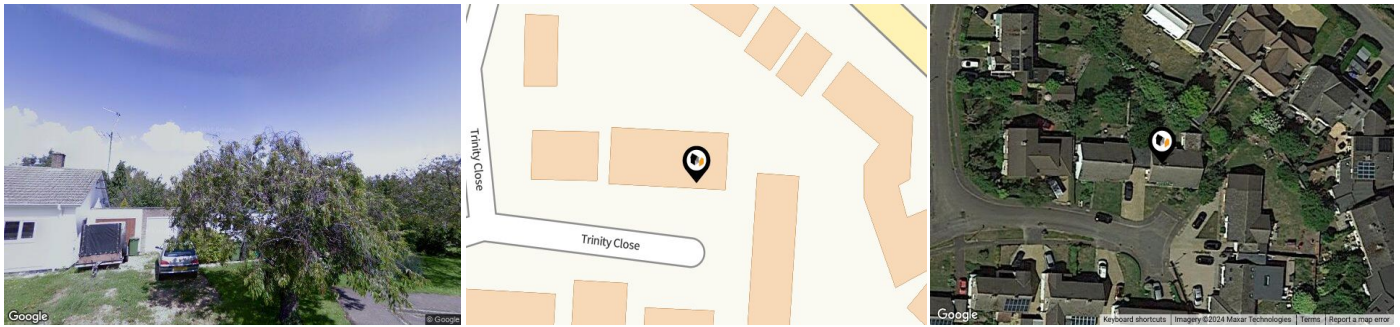 Trinity Close
Trinity Close
Google
© Google
Google
Keyboard shortcuts
Imagery ©2024 Maxar Technologies
Terms
Report a map error